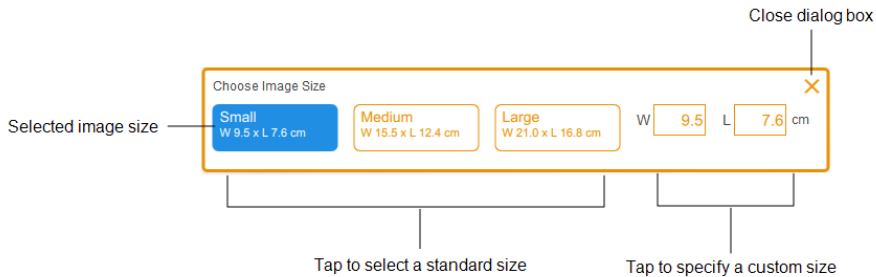 Close dialog box
Choose Image Size
Small
W 9.5 x L 7.6 cm
Medium
W 15.5 x L 12.4 cm
Large
W 21.0 x L 16.8 cm
W 9.5 L 7.6 cm
Selected image size
Tap to select a standard size
Tap to specify a custom size